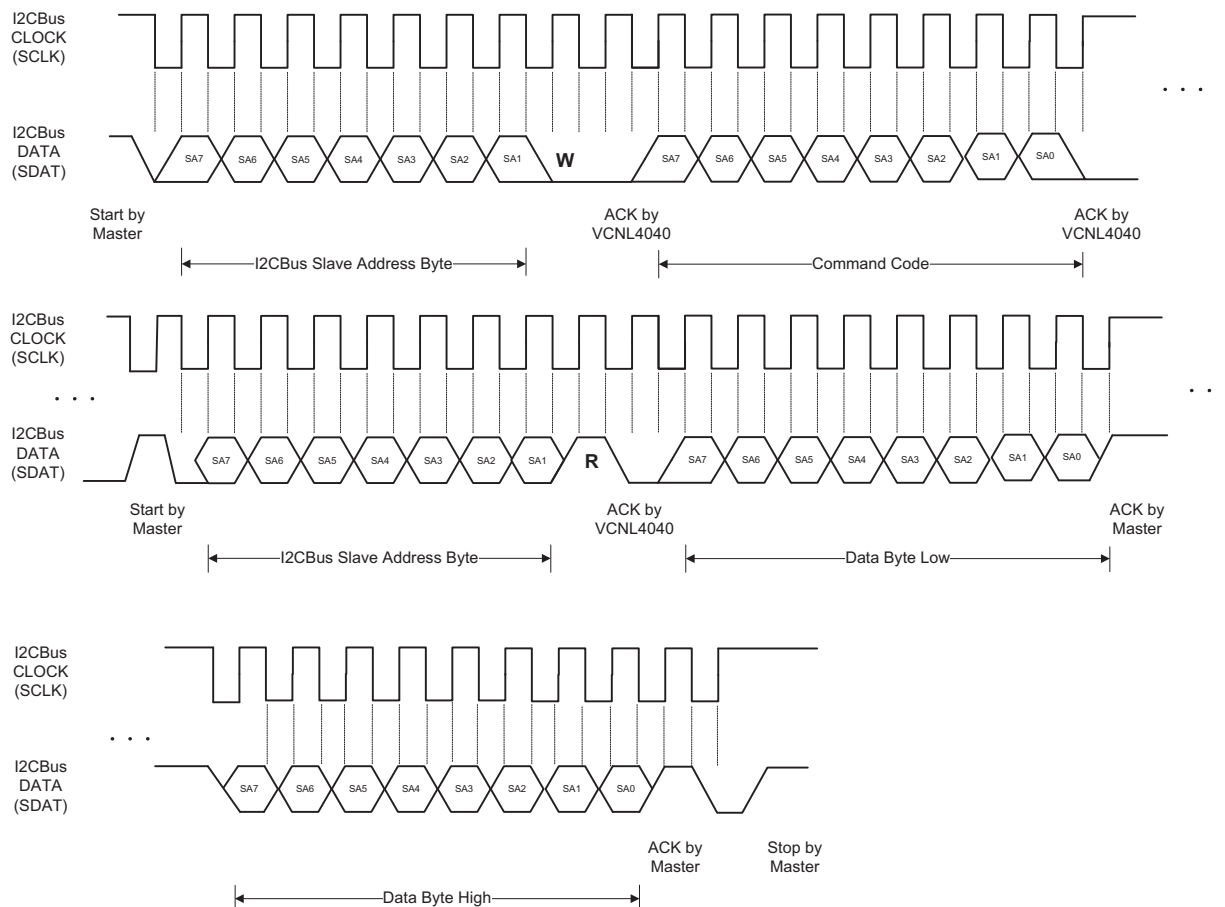 I2CBus
CLOCK
(SCLK)
. . .
I2CBus
DATA
(SDAT)
SA7 SA6 SA5 SA4 SA3 SA2 SA1 W SA7 SA6 SA5 SA4 SA3 SA2 SA1 SA0
Start by
Master
ACK by
VCNL4040
ACK by
VCNL4040
I2CBus Slave Address Byte
Command Code
I2CBus
CLOCK
(SCLK)
. . .
. . .
I2CBus
DATA
(SDAT)
SA7 SA6 SA5 SA4 SA3 SA2 SA1 R SA7 SA6 SA5 SA4 SA3 SA2 SA1 SA0
Start by
Master
ACK by
VCNL4040
ACK by
Master
I2CBus Slave Address Byte
Data Byte Low
I2CBus
CLOCK
(SCLK)
. . .
I2CBus
DATA
(SDAT)
SA7 SA6 SA5 SA4 SA3 SA2 SA1 SA0
ACK by
Master
Stop by
Master
Data Byte High